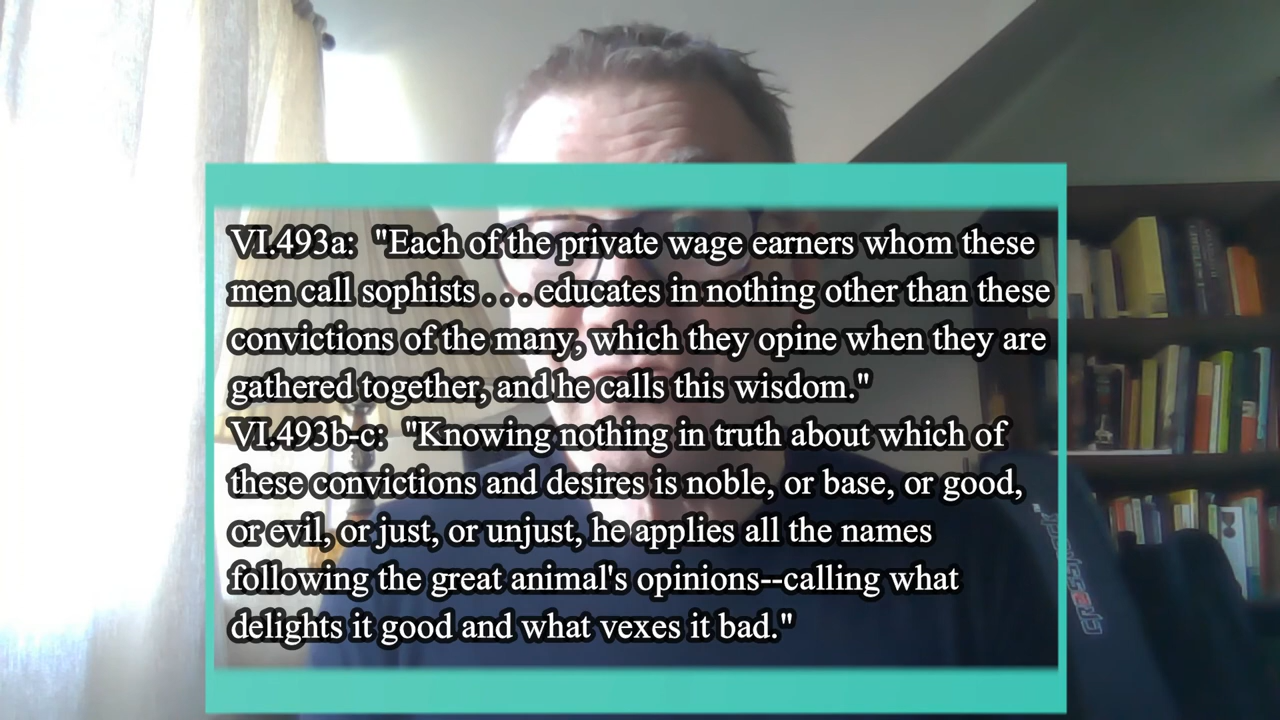 VI.493a:  "Each of the private wage earners whom these
men call sophists . . . educates in nothing other than these
convictions of the many, which they opine when they are
gathered together, and he calls this wisdom."
VI.493b-c:  "Knowing nothing in truth about which of
these convictions and desires is noble, or base, or good,
or evil, or just, or unjust, he applies all the names
following the great animal's opinions--calling what
delights it good and what vexes it bad."